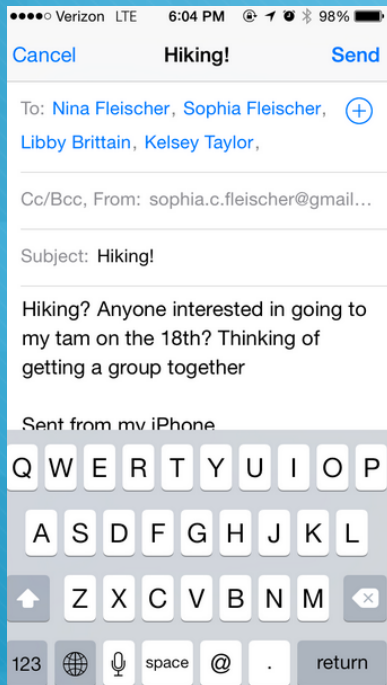 Verizon LTE 6:04 PM 98%
Cancel Hiking! Send
To: Nina Fleischer, Sophia Fleischer,
Libby Brittain, Kelsey Taylor,
Cc/Bcc, From: sophia.c.fleischer@gmail...
Subject: Hiking!
Hiking? Anyone interested in going to
my tam on the 18th? Thinking of
getting a group together
Sent from my iPhone
Q W E R T Y U I O P
A S D F G H J K L
Z X C V B N M
123 space @ . return